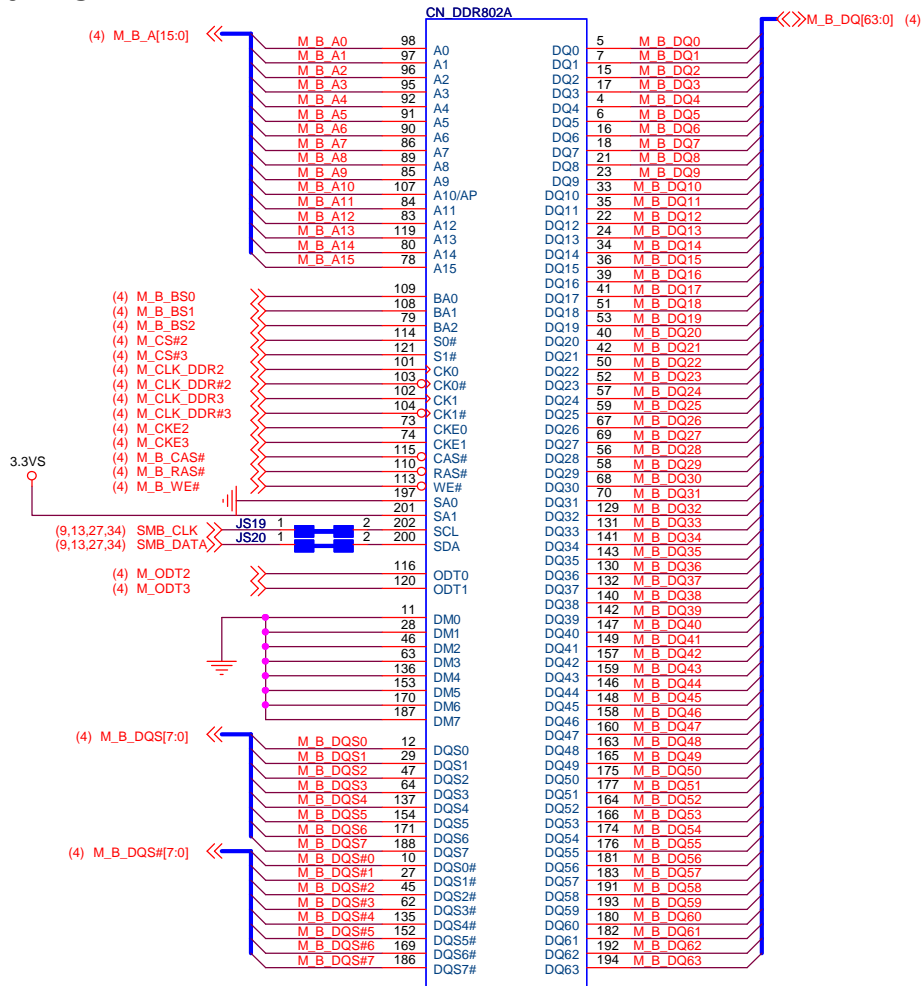 CN_DDR802A
(4) M_B_A[15:0]
M_B_DQ[63:0] (4)
M_B_A0 98 A0 DQ0 5 M_B_DQ0
M_B_A1 97 A1 DQ1 7 M_B_DQ1
M_B_A2 96 A2 DQ2 15 M_B_DQ2
M_B_A3 95 A3 DQ3 17 M_B_DQ3
M_B_A4 92 A4 DQ4 4 M_B_DQ4
M_B_A5 91 A5 DQ5 6 M_B_DQ5
M_B_A6 90 A6 DQ6 16 M_B_DQ6
M_B_A7 86 A7 DQ7 18 M_B_DQ7
M_B_A8 89 A8 DQ8 21 M_B_DQ8
M_B_A9 85 A9 DQ9 23 M_B_DQ9
M_B_A10 107 A10/AP DQ10 33 M_B_DQ10
M_B_A11 84 A11 DQ11 35 M_B_DQ11
M_B_A12 83 A12 DQ12 22 M_B_DQ12
M_B_A13 119 A13 DQ13 24 M_B_DQ13
M_B_A14 80 A14 DQ14 34 M_B_DQ14
M_B_A15 78 A15 DQ15 36 M_B_DQ15
DQ16 39 M_B_DQ16
(4) M_B_BS0 109 BA0 DQ17 41 M_B_DQ17
(4) M_B_BS1 108 BA1 DQ18 51 M_B_DQ18
(4) M_B_BS2 79 BA2 DQ19 53 M_B_DQ19
(4) M_CS#2 114 S0# DQ20 40 M_B_DQ20
(4) M_CS#3 121 S1# DQ21 42 M_B_DQ21
(4) M_CLK_DDR2 101 CK0 DQ22 50 M_B_DQ22
(4) M_CLK_DDR#2 103 CK0# DQ23 52 M_B_DQ23
(4) M_CLK_DDR3 102 CK1 DQ24 57 M_B_DQ24
(4) M_CLK_DDR#3 104 CK1# DQ25 59 M_B_DQ25
(4) M_CKE2 73 CKE0 DQ26 67 M_B_DQ26
(4) M_CKE3 74 CKE1 DQ27 69 M_B_DQ27
(4) M_B_CAS# 115 CAS# DQ28 56 M_B_DQ28
(4) M_B_RAS# 110 RAS# DQ29 58 M_B_DQ29
(4) M_B_WE# 113 WE# DQ30 68 M_B_DQ30
3.3VS
197 SA0 DQ31 70 M_B_DQ31
201 SA1 DQ32 129 M_B_DQ32
(9,13,27,34) SMB_CLK JS19 1 2 202 SCL DQ33 131 M_B_DQ33
(9,13,27,34) SMB_DATA JS20 1 2 200 SDA DQ34 141 M_B_DQ34
DQ35 143 M_B_DQ35
(4) M_ODT2 116 ODT0 DQ36 130 M_B_DQ36
(4) M_ODT3 120 ODT1 DQ37 132 M_B_DQ37
DQ38 140 M_B_DQ38
11 DM0 DQ39 142 M_B_DQ39
28 DM1 DQ40 147 M_B_DQ40
46 DM2 DQ41 149 M_B_DQ41
63 DM3 DQ42 157 M_B_DQ42
136 DM4 DQ43 159 M_B_DQ43
153 DM5 DQ44 146 M_B_DQ44
170 DM6 DQ45 148 M_B_DQ45
187 DM7 DQ46 158 M_B_DQ46
DQ47 160 M_B_DQ47
(4) M_B_DQS[7:0]
M_B_DQS0 12 DQS0 DQ48 163 M_B_DQ48
M_B_DQS1 29 DQS1 DQ49 165 M_B_DQ49
M_B_DQS2 47 DQS2 DQ50 175 M_B_DQ50
M_B_DQS3 64 DQS3 DQ51 177 M_B_DQ51
M_B_DQS4 137 DQS4 DQ52 164 M_B_DQ52
M_B_DQS5 154 DQS5 DQ53 166 M_B_DQ53
M_B_DQS6 171 DQS6 DQ54 174 M_B_DQ54
M_B_DQS7 188 DQS7 DQ55 176 M_B_DQ55
(4) M_B_DQS#[7:0]
M_B_DQS#0 10 DQS0# DQ56 181 M_B_DQ56
M_B_DQS#1 27 DQS1# DQ57 183 M_B_DQ57
M_B_DQS#2 45 DQS2# DQ58 191 M_B_DQ58
M_B_DQS#3 62 DQS3# DQ59 193 M_B_DQ59
M_B_DQS#4 135 DQS4# DQ60 180 M_B_DQ60
M_B_DQS#5 152 DQS5# DQ61 182 M_B_DQ61
M_B_DQS#6 169 DQS6# DQ62 192 M_B_DQ62
M_B_DQS#7 186 DQS7# DQ63 194 M_B_DQ63